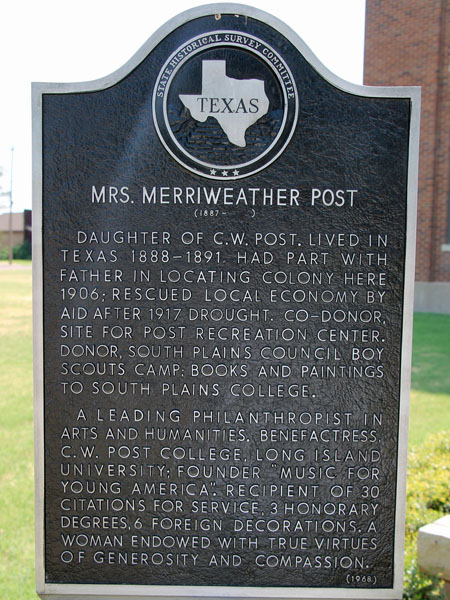 STATE HISTORICAL SURVEY COMMITTEE
TEXAS
MRS. MERRIWEATHER POST
(1887-    )
DAUGHTER OF C.W. POST. LIVED IN
TEXAS 1888-1891. HAD PART WITH
FATHER IN LOCATING COLONY HERE
1906; RESCUED LOCAL ECONOMY BY
AID AFTER 1917 DROUGHT. CO-DONOR,
SITE FOR POST RECREATION CENTER.
DONOR, SOUTH PLAINS COUNCIL BOY
SCOUTS CAMP; BOOKS AND PAINTINGS
TO SOUTH PLAINS COLLEGE.
A LEADING PHILANTHROPIST IN
ARTS AND HUMANITIES. BENEFACTRESS,
C.W. POST COLLEGE, LONG ISLAND
UNIVERSITY; FOUNDER "MUSIC FOR
YOUNG AMERICA". RECIPIENT OF 30
CITATIONS FOR SERVICE, 3 HONORARY
DEGREES, 6 FOREIGN DECORATIONS. A
WOMAN ENDOWED WITH TRUE VIRTUES
OF GENEROSITY AND COMPASSION.
(1968)